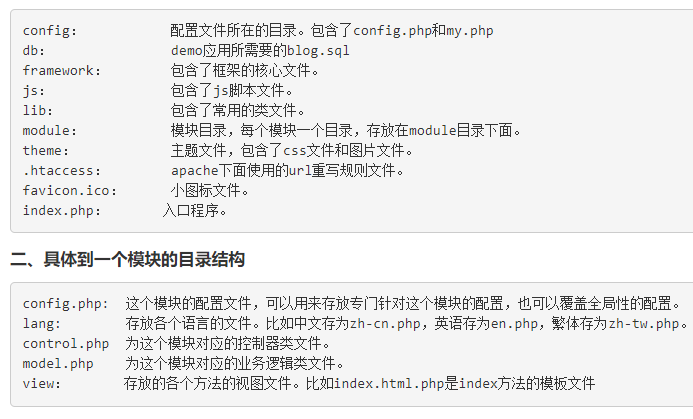 config: 配置文件所在的目录。包含了config.php和my.php
db: demo应用所需要的blog.sql
framework: 包含了框架的核心文件。
js: 包含了js脚本文件。
lib: 包含了常用的类文件。
module: 模块目录，每个模块一个目录，存放在module目录下面。
theme: 主题文件，包含了css文件和图片文件。
.htaccess: apache下面使用的url重写规则文件。
favicon.ico: 小图标文件。
index.php: 入口程序。
二、具体到一个模块的目录结构
config.php: 这个模块的配置文件，可以用来存放专门针对这个模块的配置，也可以覆盖全局性的配置。
lang: 存放各个语言的文件。比如中文存为zh-cn.php，英语存为en.php，繁体存为zh-tw.php。
control.php 为这个模块对应的控制器类文件。
model.php 为这个模块对应的业务逻辑类文件。
view: 存放的各个方法的视图文件。比如index.html.php是index方法的模板文件